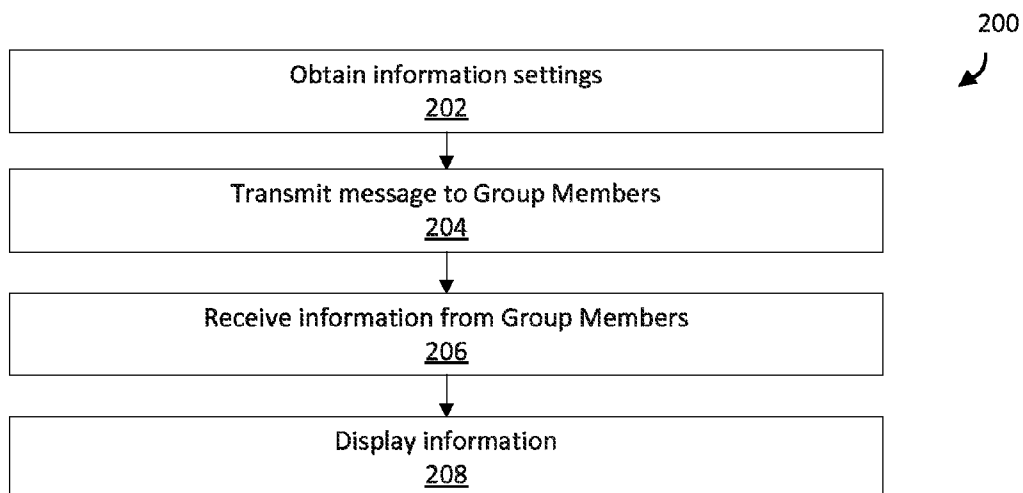 200
Obtain information settings
202
Transmit message to Group Members
204
Receive information from Group Members
206
Display information
208